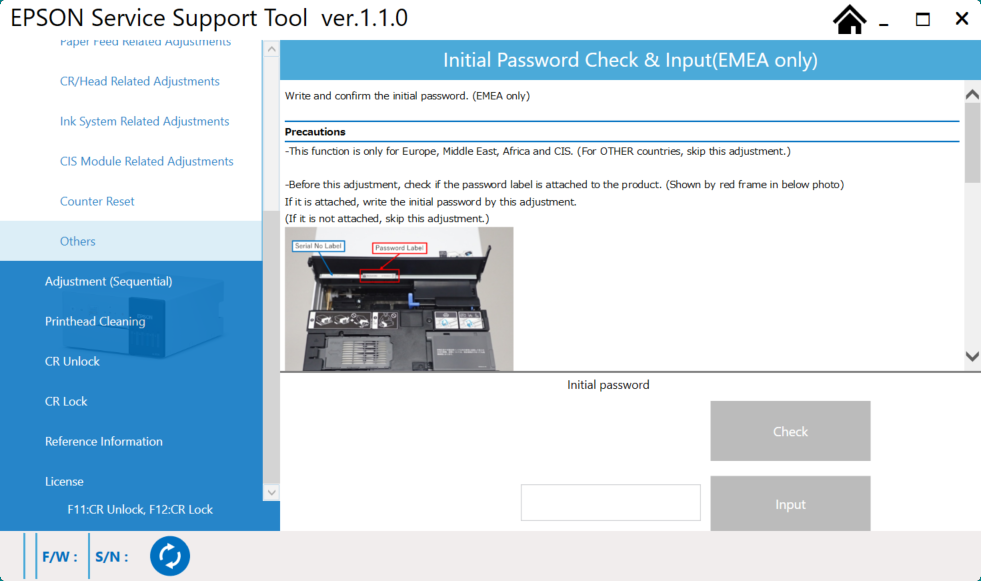 EPSON Service Support Tool ver.1.1.0
Paper Feed Related Adjustments
CR/Head Related Adjustments
Ink System Related Adjustments
CIS Module Related Adjustments
Counter Reset
Others
Adjustment (Sequential)
Printhead Cleaning
CR Unlock
CR Lock
Reference Information
License
F11:CR Unlock, F12:CR Lock
Initial Password Check & Input(EMEA only)
Write and confirm the initial password. (EMEA only)
Precautions
-This function is only for Europe, Middle East, Africa and CIS. (For OTHER countries, skip this adjustment.)
-Before this adjustment, check if the password label is attached to the product. (Shown by red frame in below photo)
If it is attached, write the initial password by this adjustment.
(If it is not attached, skip this adjustment.)
Serial No Label
Password Label
Initial password
Check
Input
F/W :
S/N :